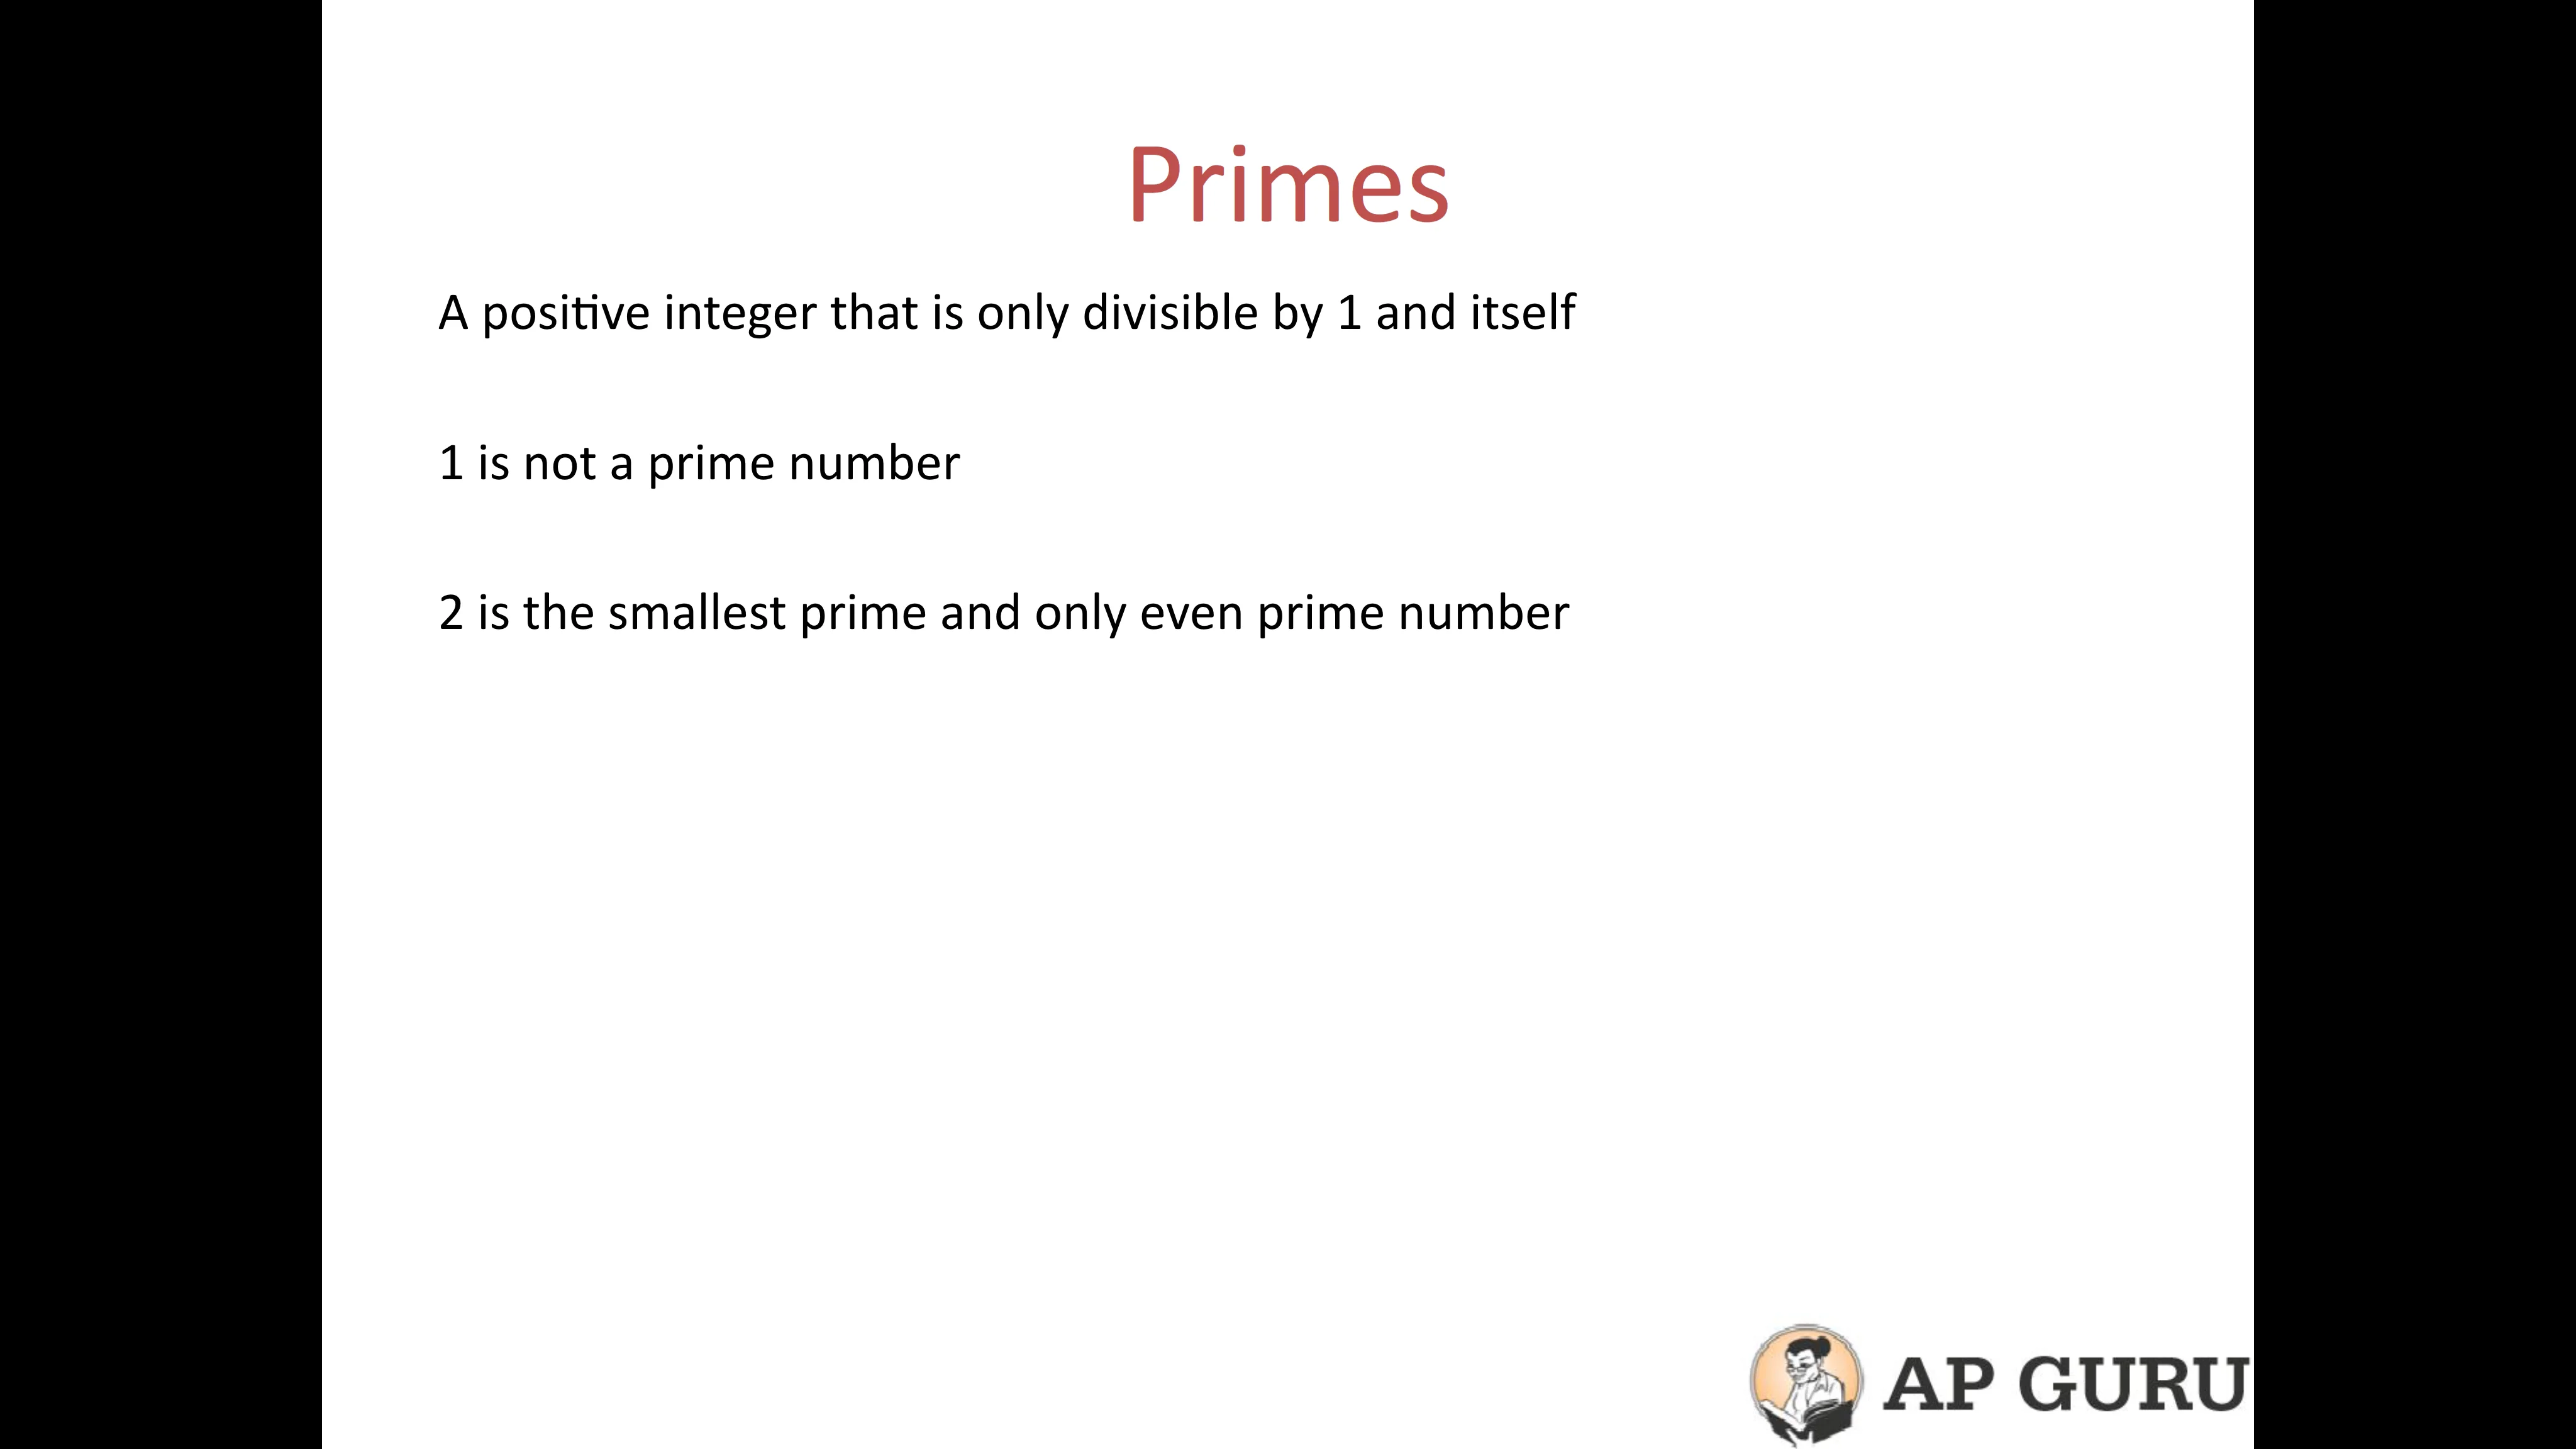 Primes
A positive integer that is only divisible by 1 and itself
1 is not a prime number
2 is the smallest prime and only even prime number
AP GURU